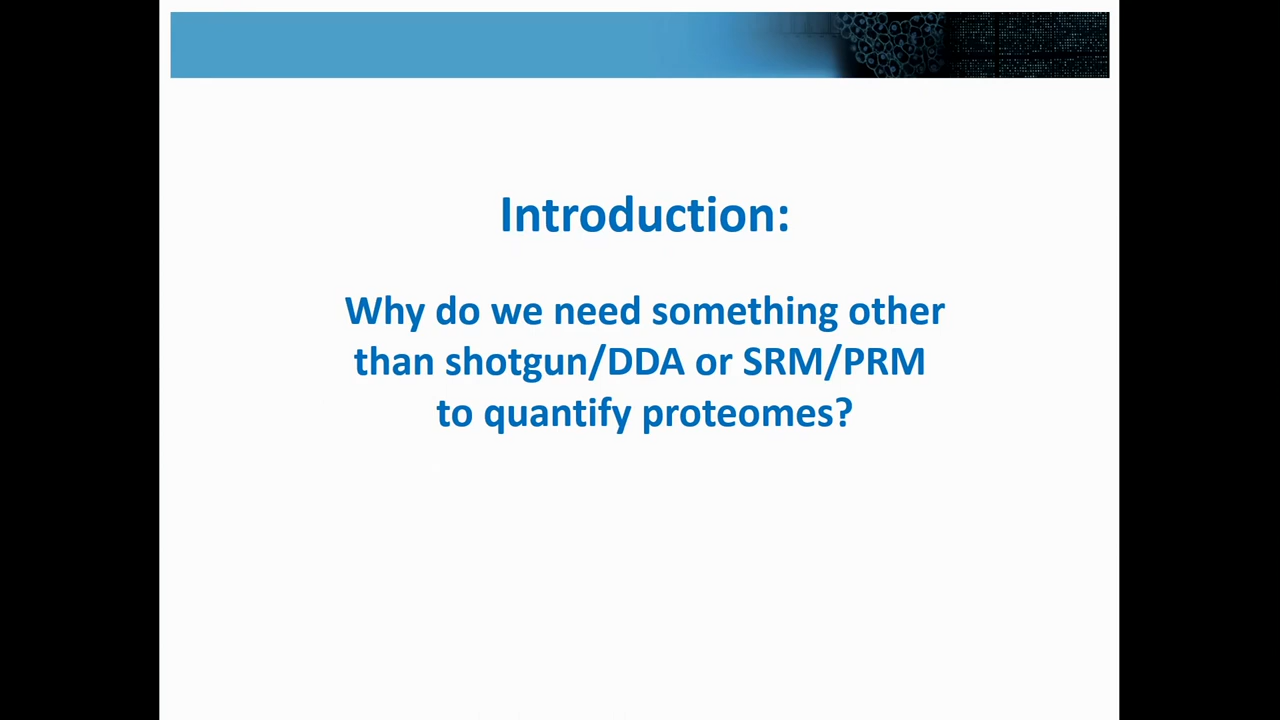 Introduction:
Why do we need something other
than shotgun/DDA or SRM/PRM
to quantify proteomes?